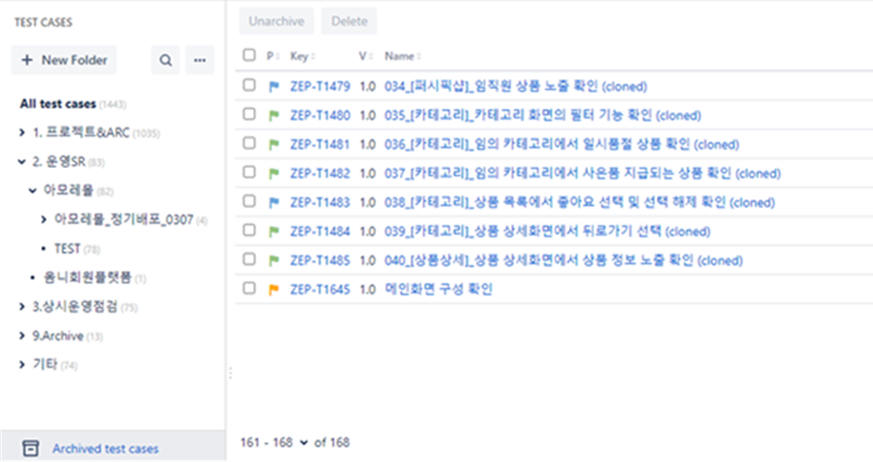 TEST CASES
+ New Folder
...
All test cases (1443)
1. 프로젝트&ARC (1035)
2. 운영SR (83)
아모레몰 (82)
아모레몰_정기배포_0307 (4)
TEST (78)
옴니회원플랫폼 (1)
3.상시운영점검 (75)
9.Archive (13)
기타 (74)
Archived test cases
Unarchive Delete
P Key V Name
ZEP-T1479 1.0 034_[퍼시픽샵]_임직원 상품 노출 확인 (cloned)
ZEP-T1480 1.0 035_[카테고리]_카테고리 화면의 필터 기능 확인 (cloned)
ZEP-T1481 1.0 036_[카테고리]_임의 카테고리에서 일시품절 상품 확인 (cloned)
ZEP-T1482 1.0 037_[카테고리]_임의 카테고리에서 사은품 지급되는 상품 확인 (cloned)
ZEP-T1483 1.0 038_[카테고리]_상품 목록에서 좋아요 선택 및 선택 해제 확인 (cloned)
ZEP-T1484 1.0 039_[카테고리]_상품 상세화면에서 뒤로가기 선택 (cloned)
ZEP-T1485 1.0 040_[상품상세]_상품 상세화면에서 상품 정보 노출 확인 (cloned)
ZEP-T1645 1.0 메인화면 구성 확인
161 - 168 of 168